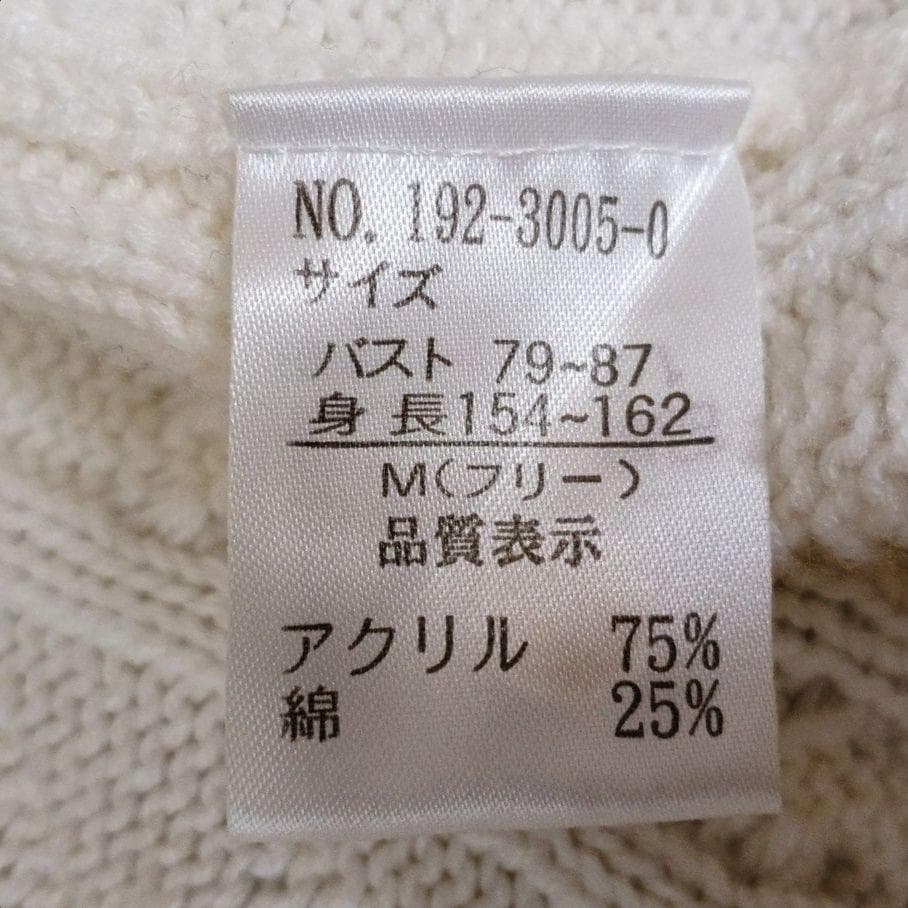 NO. 192-3005-0
サイズ
バスト 79~87
身 長154~162
M(フリー)
品質表示
アクリル 75%
綿 25%